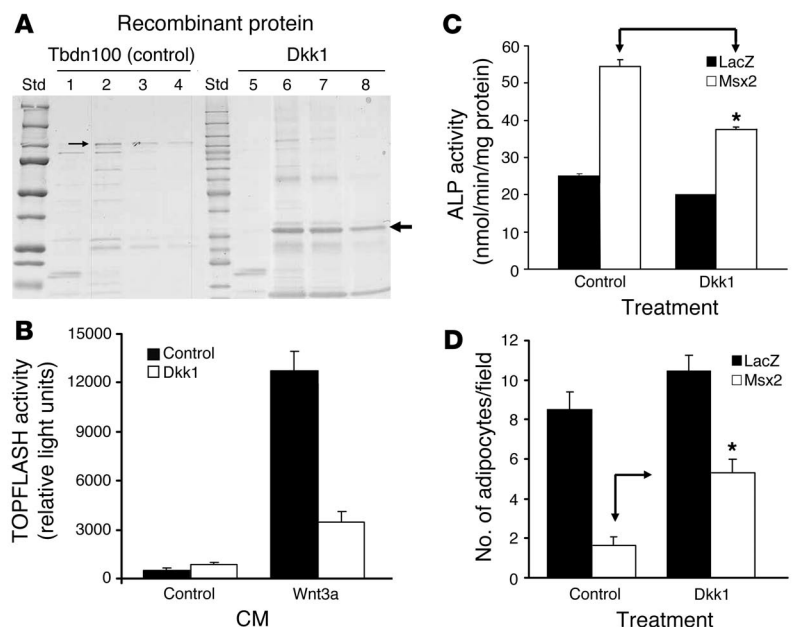 A
Recombinant protein
Tbdn100 (control)
Dkk1
Std 1 2 3 4 Std 5 6 7 8
B
TOPFLASH activity
(relative light units)
15000
12000
9000
6000
3000
0
Control
Dkk1
Control
Wnt3a
CM
C
ALP activity
(nmol/min/mg protein)
60
50
40
30
20
10
0
LacZ
Msx2
*
Control
Dkk1
Treatment
D
No. of adipocytes/field
12
10
8
6
4
2
0
LacZ
Msx2
*
Control
Dkk1
Treatment